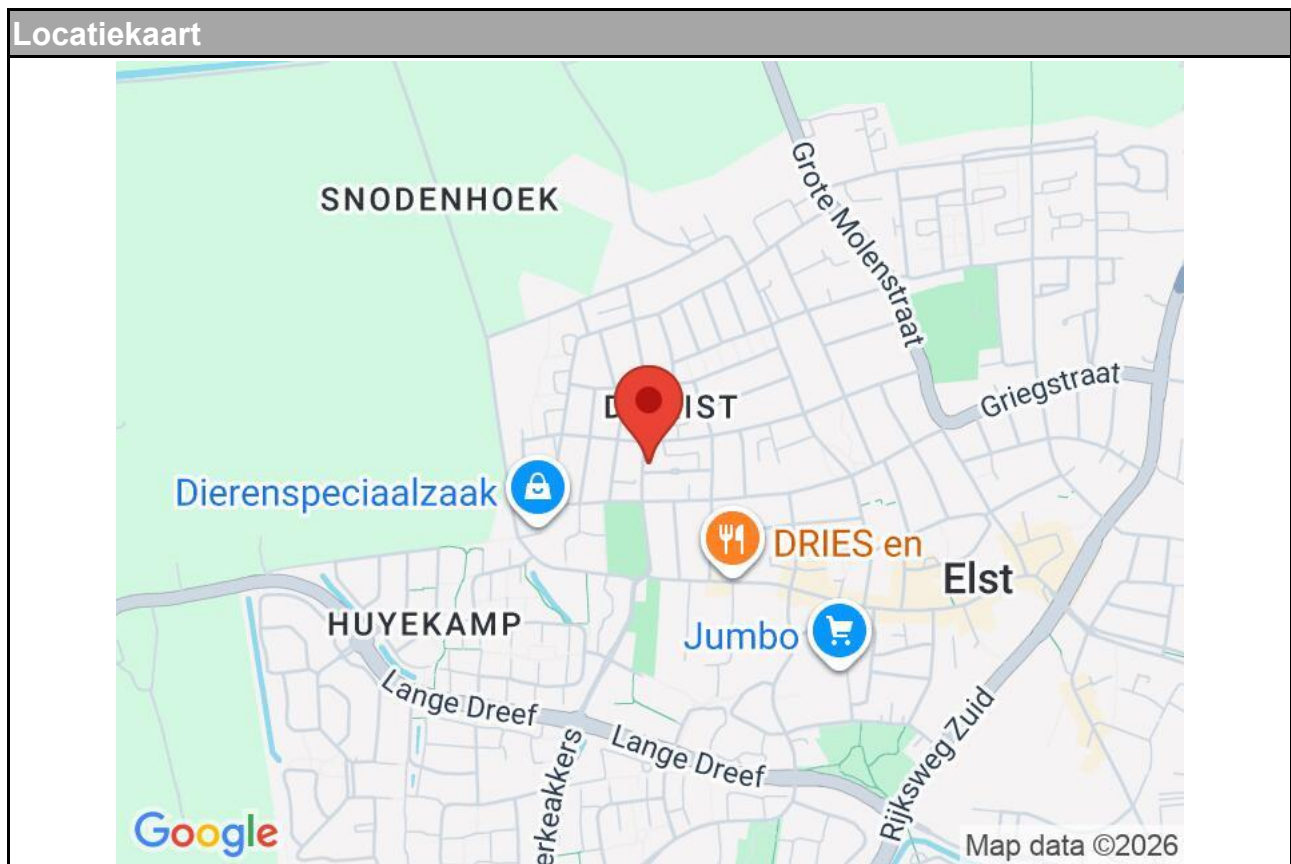 Locatiekaart
SNODENHOEK
Grote Molenstraat
Griegstraat
IST
Dierenspeciaalzaak
DRIES en
Elst
HUYEKAMP
Jumbo
Lange Dreef
Lange Dreef
Rijksweg Zuid
erkeakkers
Google
Map data ©2026